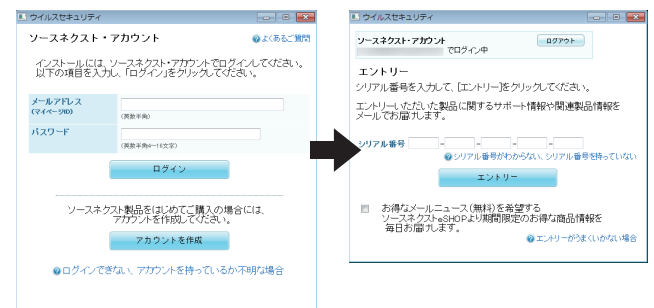 ウイルスセキュリティ
ソースネクスト・アカウント
よくあるご質問
インストールには、ソースネクスト・アカウントでログインしてください。
以下の項目を入力し、「ログイン」をクリックしてください。
メールアドレス
(マイページID)
(英数半角)
パスワード
(英数半角4~16文字)
ログイン
ソースネクスト製品をはじめてご購入の場合には、
アカウントを作成してください。
アカウントを作成
ログインできない、アカウントを持っているか不明な場合
ウイルスセキュリティ
ソースネクスト・アカウント
でログイン中
ログアウト
エントリー
シリアル番号を入力して、[エントリー]をクリックしてください。
エントリーいただいた製品に関するサポート情報や関連製品情報を
メールでお届けします。
シリアル番号 - - - -
シリアル番号がわからない、シリアル番号を持っていない
エントリー
お得なメールニュース(無料)を希望する
ソースネクストeSHOPより期間限定のお得な商品情報を
毎日お届けします。
エントリーがうまくいかない場合